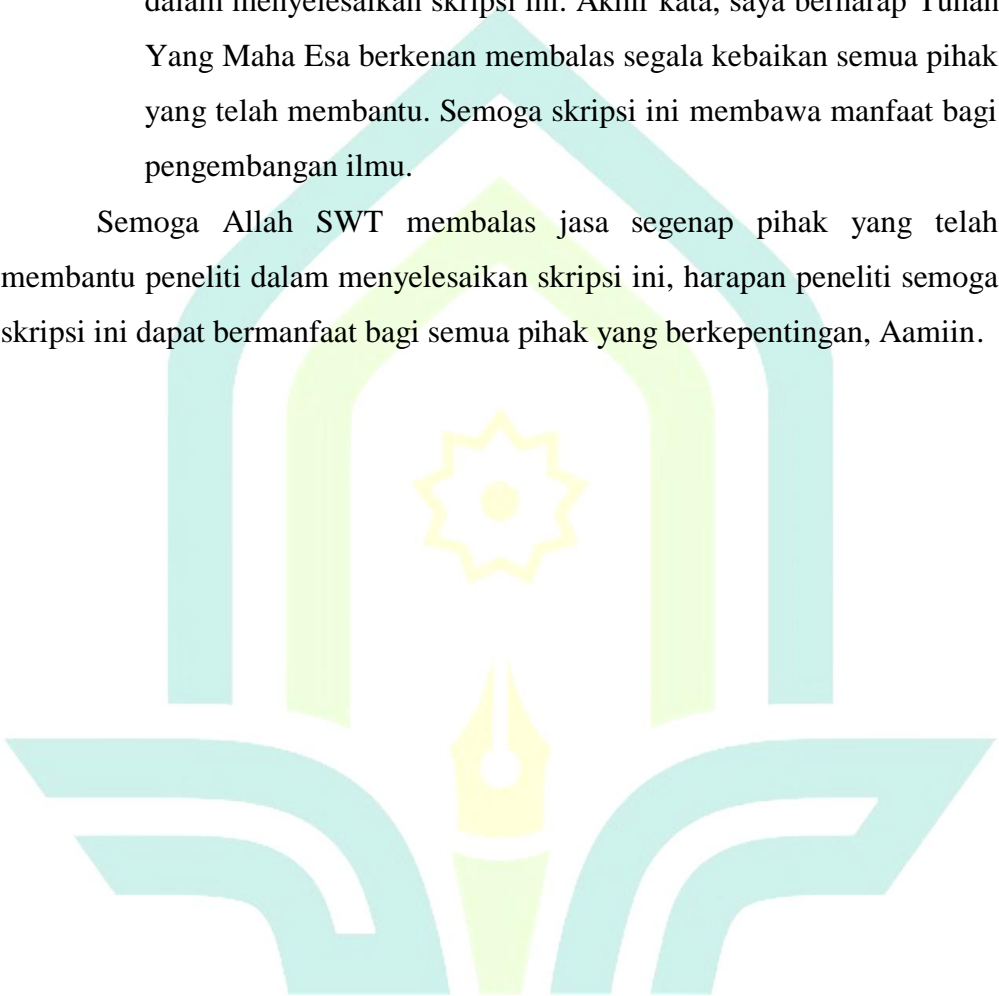 dalam menyelesaikan skripsi ini. Akhir kata, saya berharap Tuhan
Yang Maha Esa berkenan membalas segala kebaikan semua pihak
yang telah membantu. Semoga skripsi ini membawa manfaat bagi
pengembangan ilmu.
Semoga Allah SWT membalas jasa segenap pihak yang telah
membantu peneliti dalam menyelesaikan skripsi ini, harapan peneliti semoga
skripsi ini dapat bermanfaat bagi semua pihak yang berkepentingan, Aamiin.